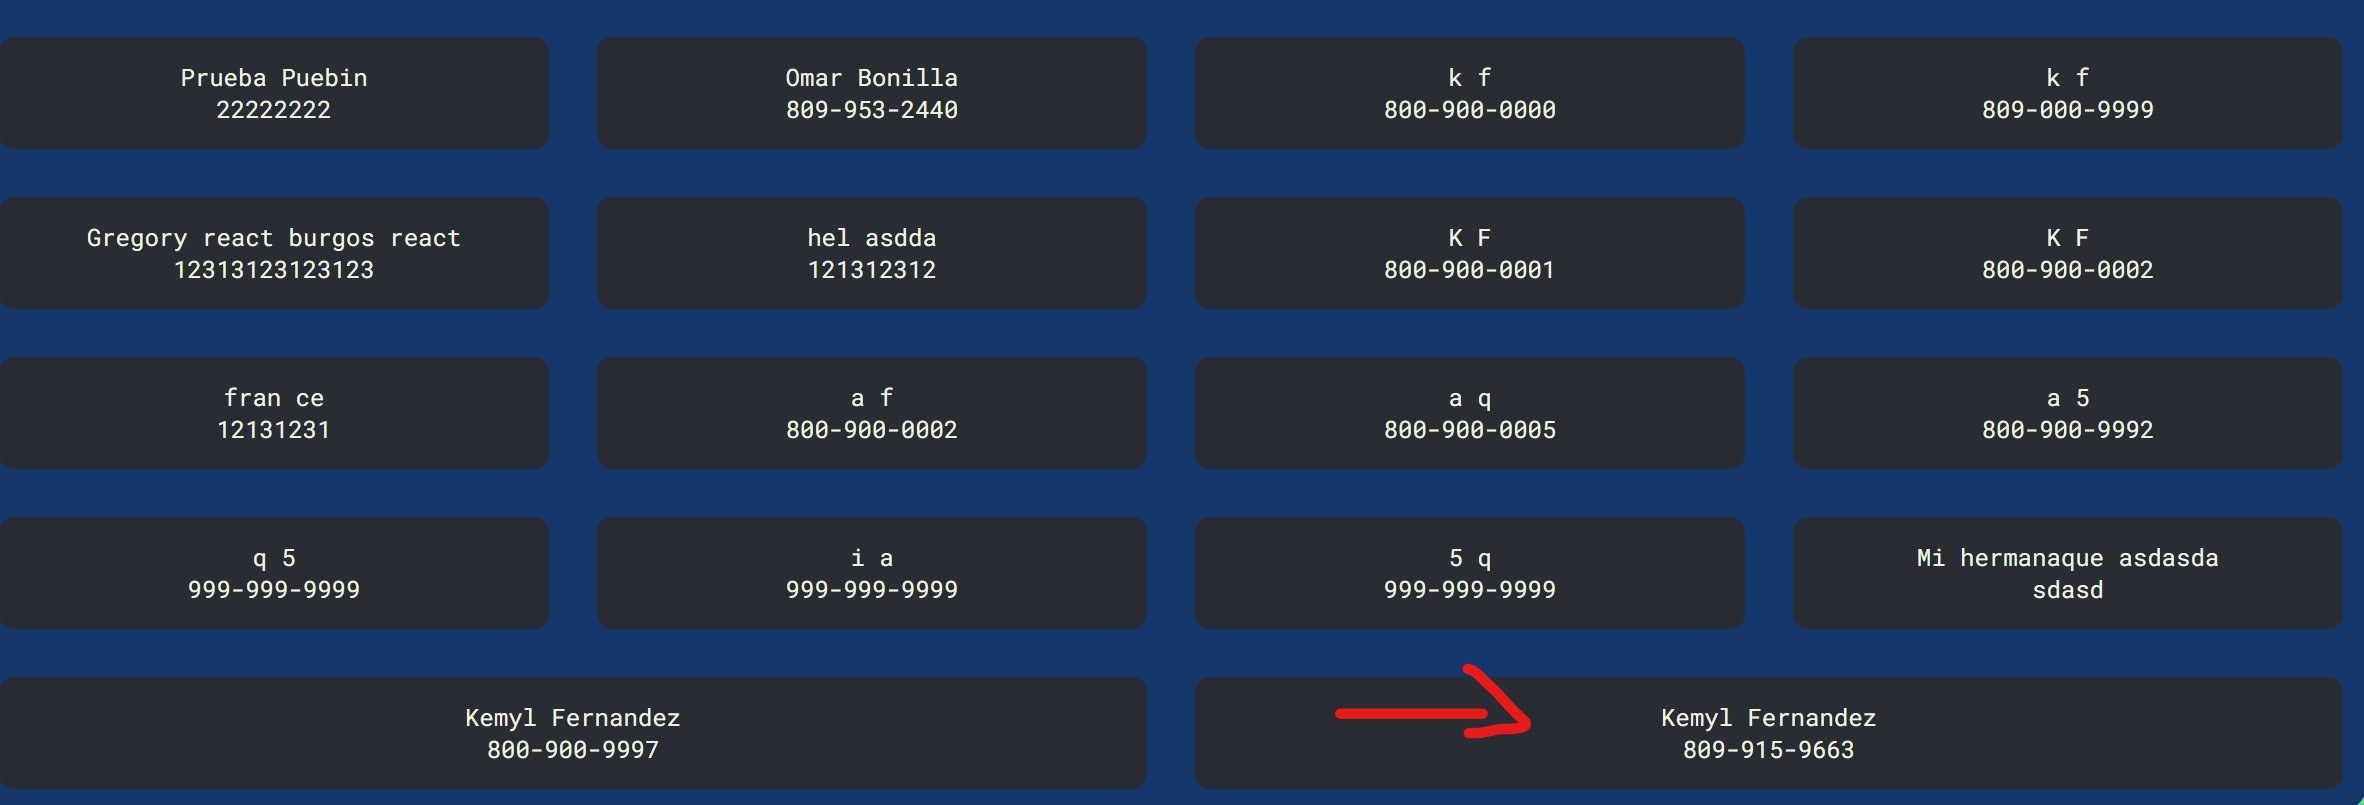 Prueba Puebin
22222222
Omar Bonilla
809-953-2440
k f
800-900-0000
k f
809-000-9999
Gregory react burgos react
12313123123123
hel asdda
121312312
K F
800-900-0001
K F
800-900-0002
fran ce
12131231
a f
800-900-0002
a q
800-900-0005
a 5
800-900-9992
q 5
999-999-9999
i a
999-999-9999
5 q
999-999-9999
Mi hermanaque asdasda
sdasd
Kemyl Fernandez
800-900-9997
Kemyl Fernandez
809-915-9663